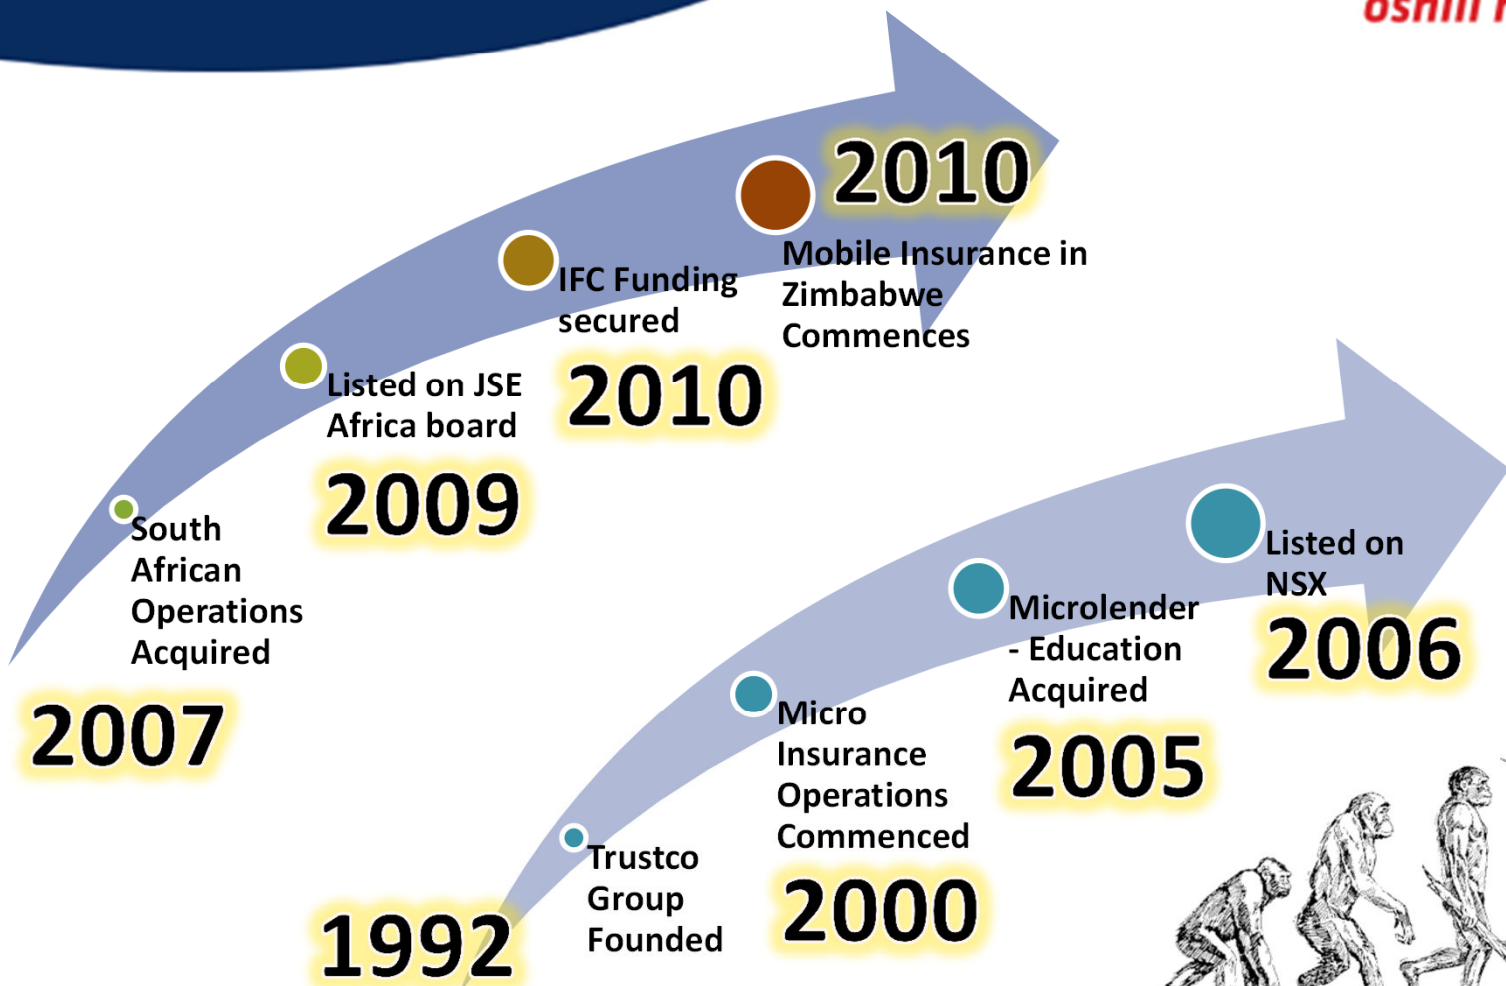 2010
Mobile Insurance in
Zimbabwe
Commences
IFC Funding
secured
2010
Listed on JSE
Africa board
2009
South
African
Operations
Acquired
2007
Listed on
NSX
2006
Microlender
- Education
Acquired
2005
Micro
Insurance
Operations
Commenced
2000
Trustco
Group
Founded
1992